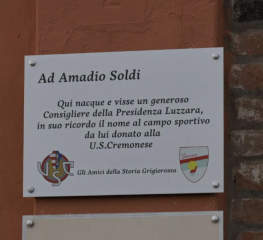 Ad Amadio Soldi
Qui nacque e visse un generoso
Consigliere della Presidenza Luzzara,
in suo ricordo il nome al campo sportivo
da lui donato alla
U.S.Cremonese
Gli Amici della Storia Grigiorossa